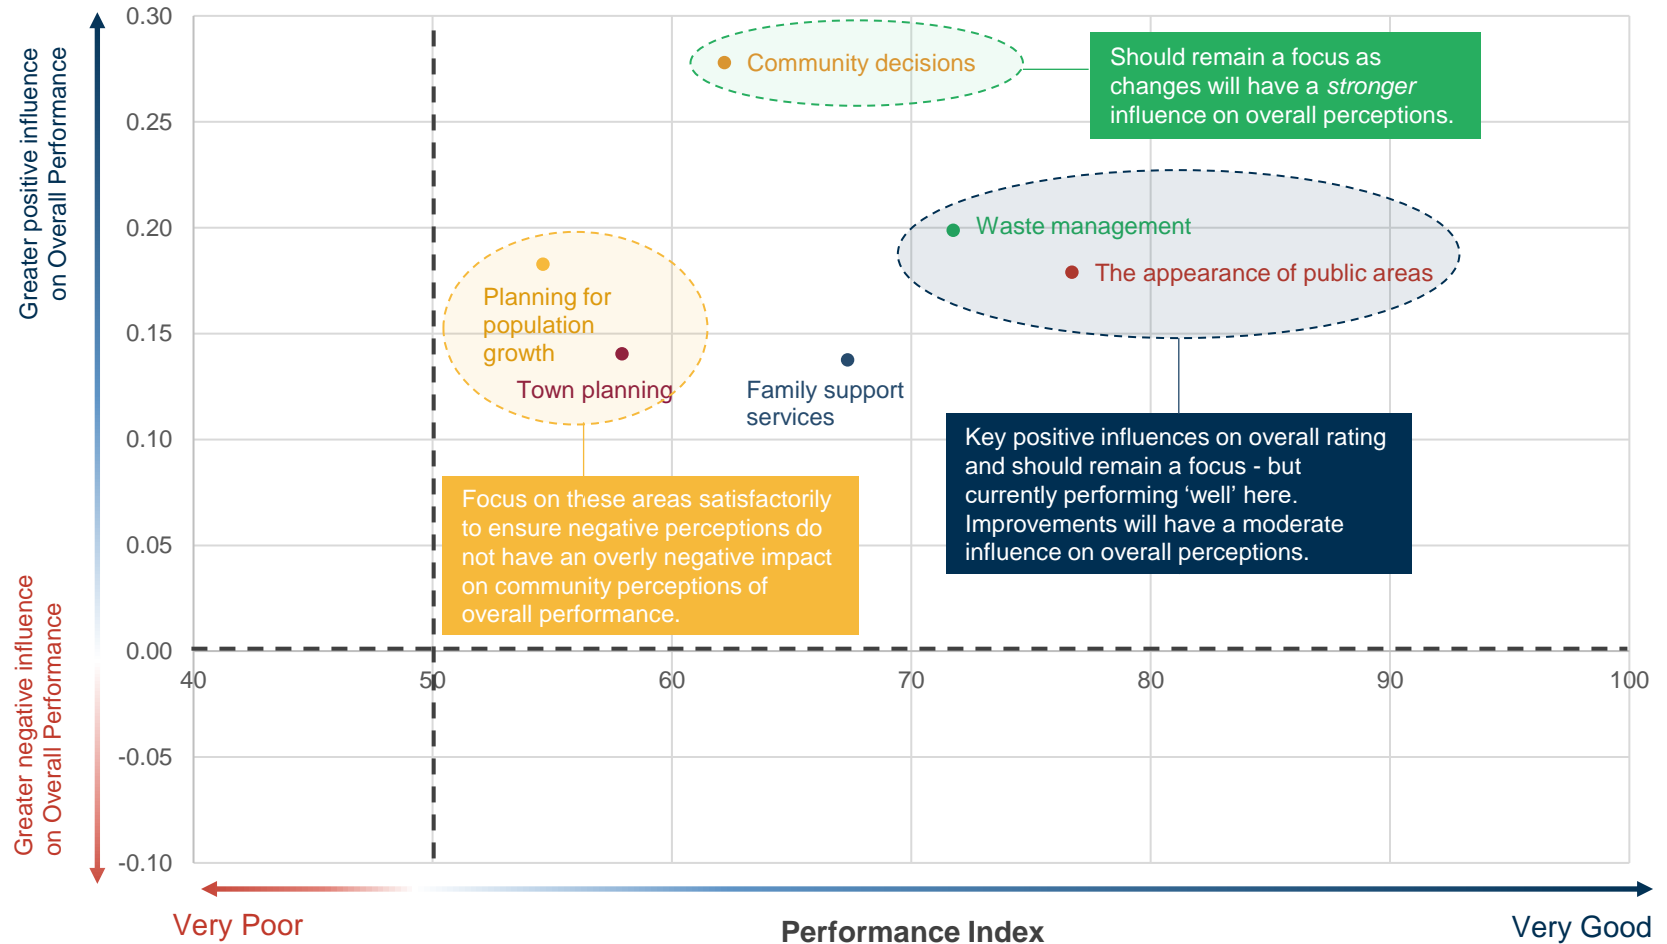 Greater positive influence
on Overall Performance
Greater negative influence
on Overall Performance
0.30
0.25
0.20
0.15
0.10
0.05
0.00
-0.05
-0.10
40
50
60
70
80
90
100
Community decisions
Should remain a focus as
changes will have a stronger
influence on overall perceptions.
Waste management
The appearance of public areas
Planning for
population
growth
Town planning
Family support
services
Key positive influences on overall rating
and should remain a focus - but
currently performing ‘well’ here.
Improvements will have a moderate
influence on overall perceptions.
Focus on these areas satisfactorily
to ensure negative perceptions do
not have an overly negative impact
on community perceptions of
overall performance.
Very Poor
Performance Index
Very Good